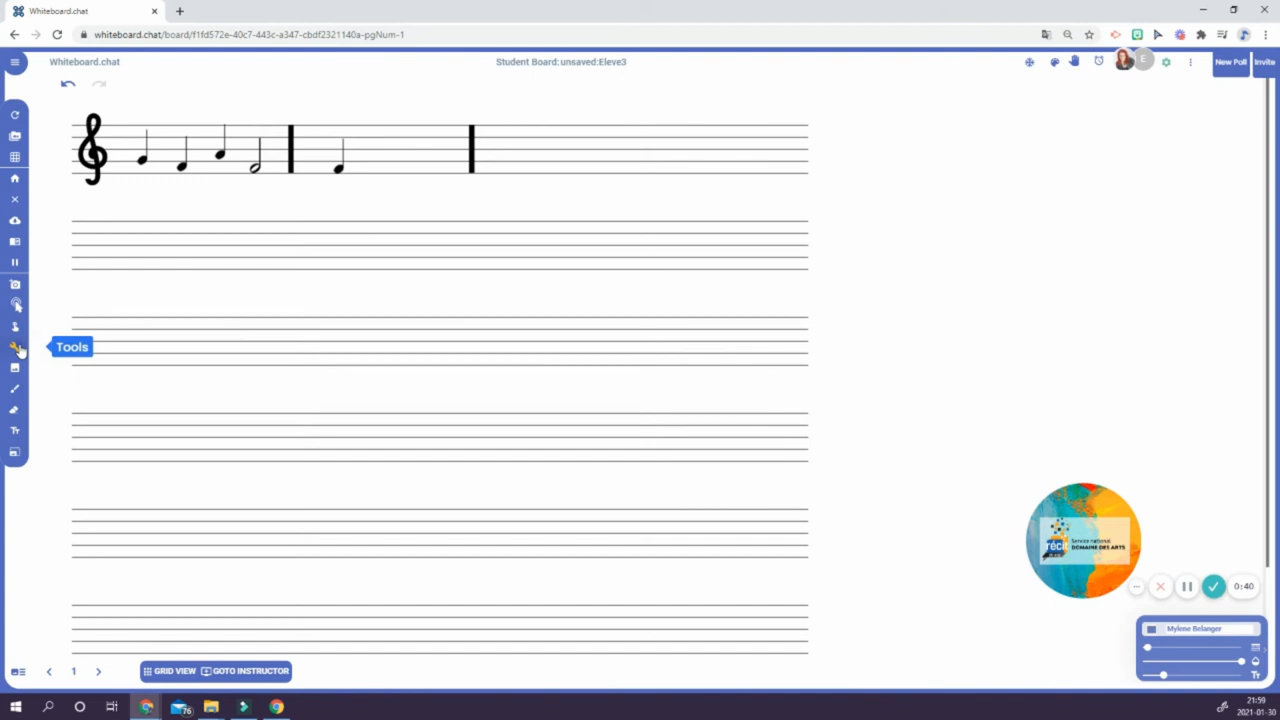 Whiteboard.chat
whiteboard.chat/board/f1fd572e-40c7-443c-a347-cbdf2321140a-pgNum-1
Whiteboard.chat
Student Board:unsaved:Eleve3
E
New Poll
Invite
Tools
récit
Service national
DOMAINE DES ARTS
0:40
Mylene Belanger
1
GRID VIEW
GOTO INSTRUCTOR
76
21:59
2021-01-30